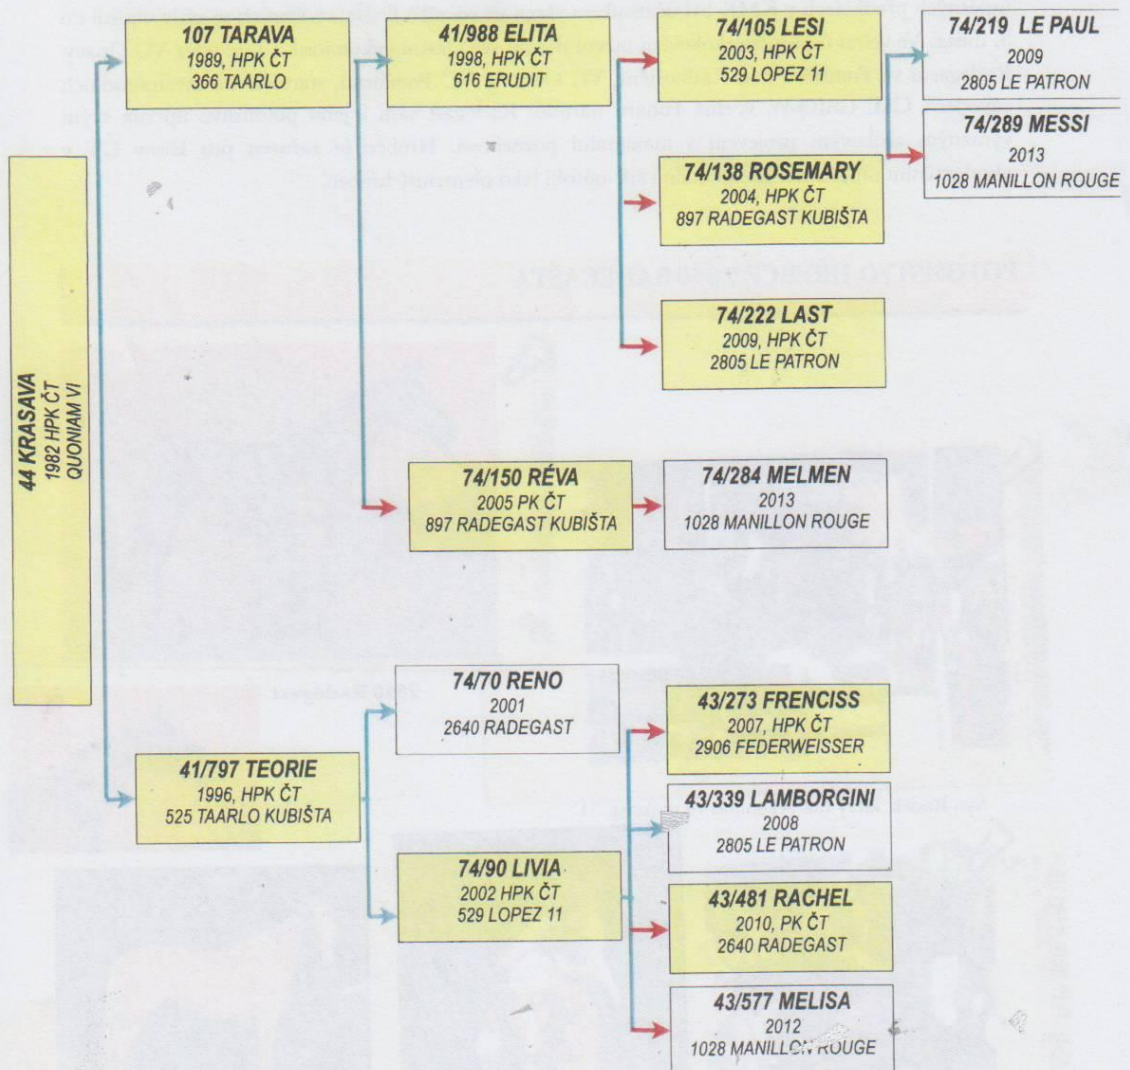 44 KRASAVA
1982 HPK ČT
QUONIAM VI
107 TARAVA
1989, HPK ČT
366 TAARLO
41/988 ELITA
1998, HPK ČT
616 ERUDIT
74/105 LESI
2003, HPK ČT
529 LOPEZ 11
74/219 LE PAUL
2009
2805 LE PATRON
74/289 MESSI
2013
1028 MANILLON ROUGE
74/138 ROSEMARY
2004, HPK ČT
897 RADEGAST KUBIŠTA
74/222 LAST
2009, HPK ČT
2805 LE PATRON
74/150 RÉVA
2005 PK ČT
897 RADEGAST KUBIŠTA
74/284 MELMEN
2013
1028 MANILLON ROUGE
41/797 TEORIE
1996, HPK ČT
525 TAARLO KUBIŠTA
74/70 RENO
2001
2640 RADEGAST
74/90 LIVIA
2002 HPK ČT
529 LOPEZ 11
43/273 FRENCISS
2007, HPK ČT
2906 FEDERWEISSER
43/339 LAMBORGINI
2008
2805 LE PATRON
43/481 RACHEL
2010, PK ČT
2640 RADEGAST
43/577 MELISA
2012
1028 MANILLON ROUGE